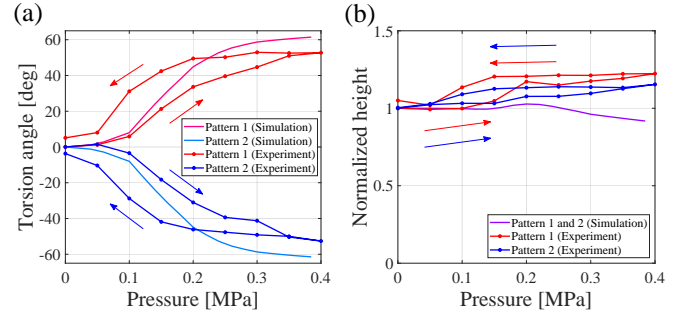 (a)
60
40
20
0
-20
-40
-60
Torsion angle [deg]
Pattern 1 (Simulation)
Pattern 2 (Simulation)
Pattern 1 (Experiment)
Pattern 2 (Experiment)
0 0.1 0.2 0.3 0.4
Pressure [MPa]
(b)
1.5
1
0.5
0
Normalized height
Pattern 1 and 2 (Simulation)
Pattern 1 (Experiment)
Pattern 2 (Experiment)
0 0.1 0.2 0.3 0.4
Pressure [MPa]